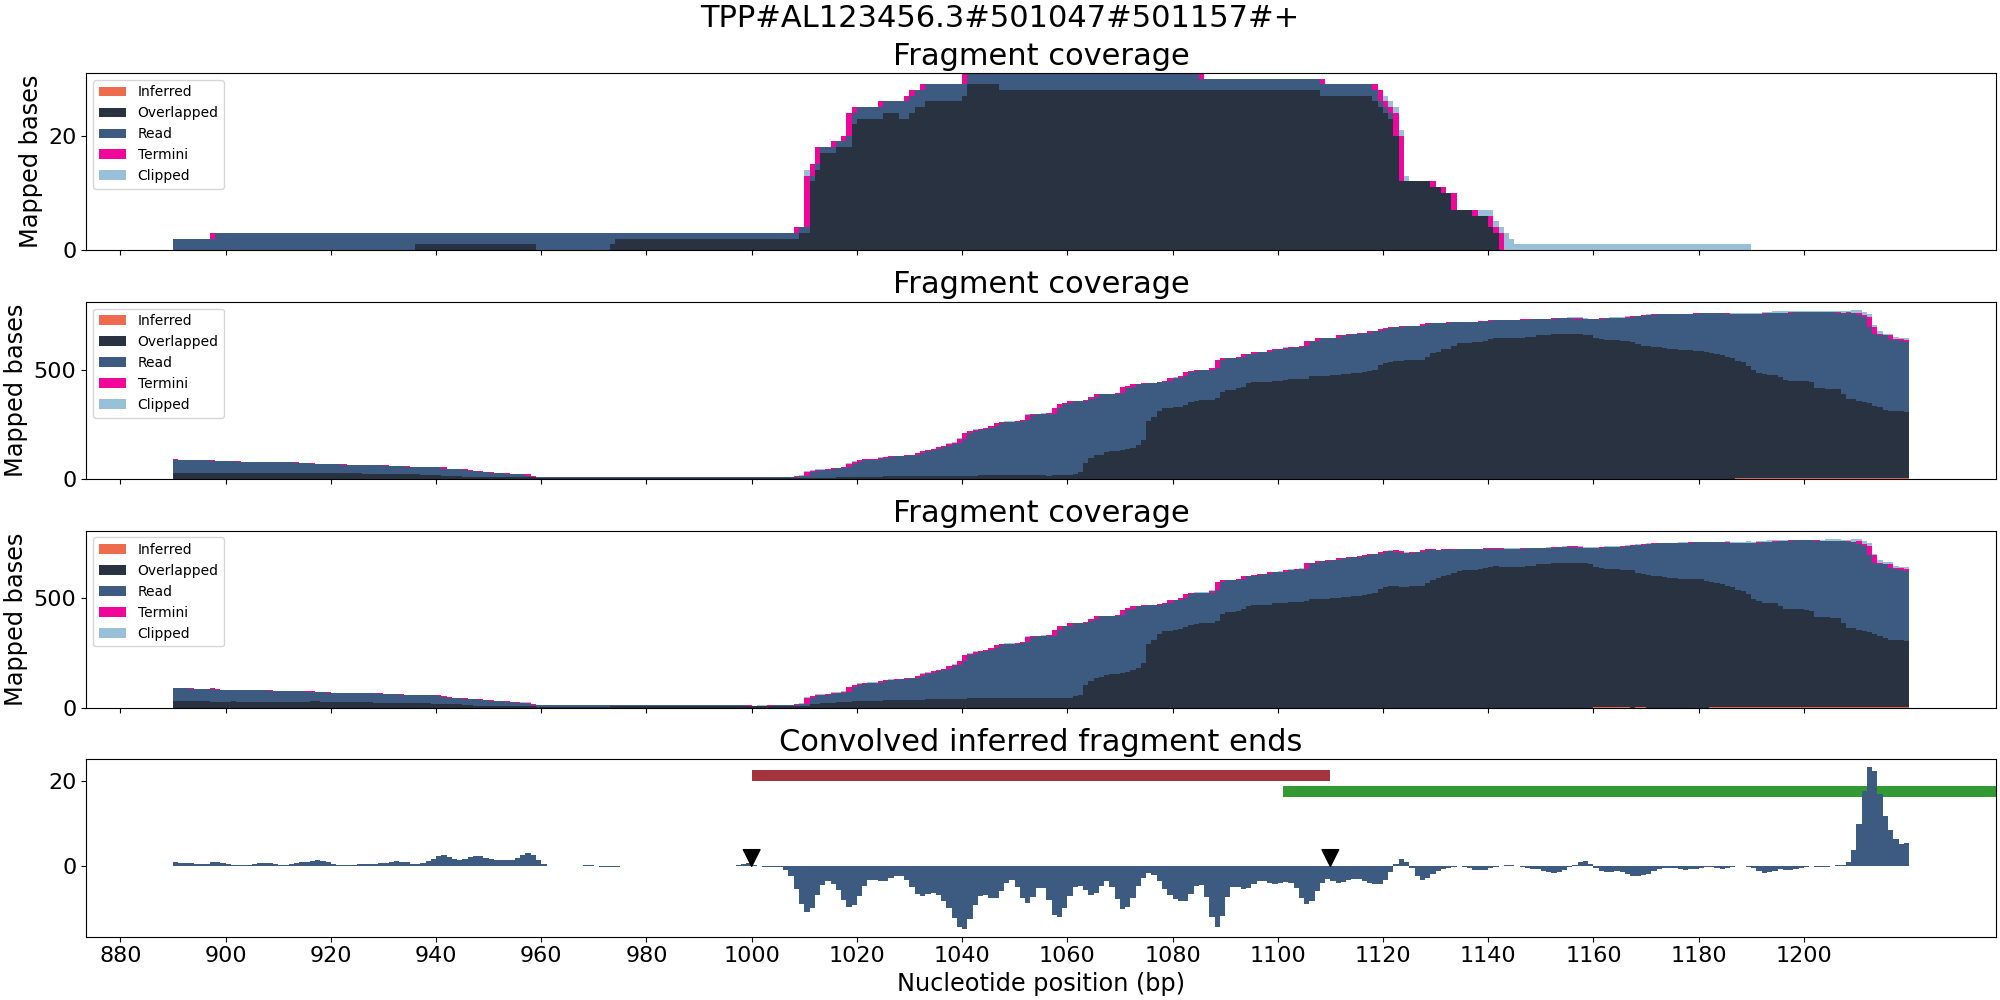 TPP#AL123456.3#501047#501157#+
Fragment coverage
Mapped bases
20
0
Inferred
Overlapped
Read
Termini
Clipped
Fragment coverage
Mapped bases
500
0
Inferred
Overlapped
Read
Termini
Clipped
Fragment coverage
Mapped bases
500
0
Inferred
Overlapped
Read
Termini
Clipped
Convolved inferred fragment ends
20
0
880 900 920 940 960 980 1000 1020 1040 1060 1080 1100 1120 1140 1160 1180 1200
Nucleotide position (bp)